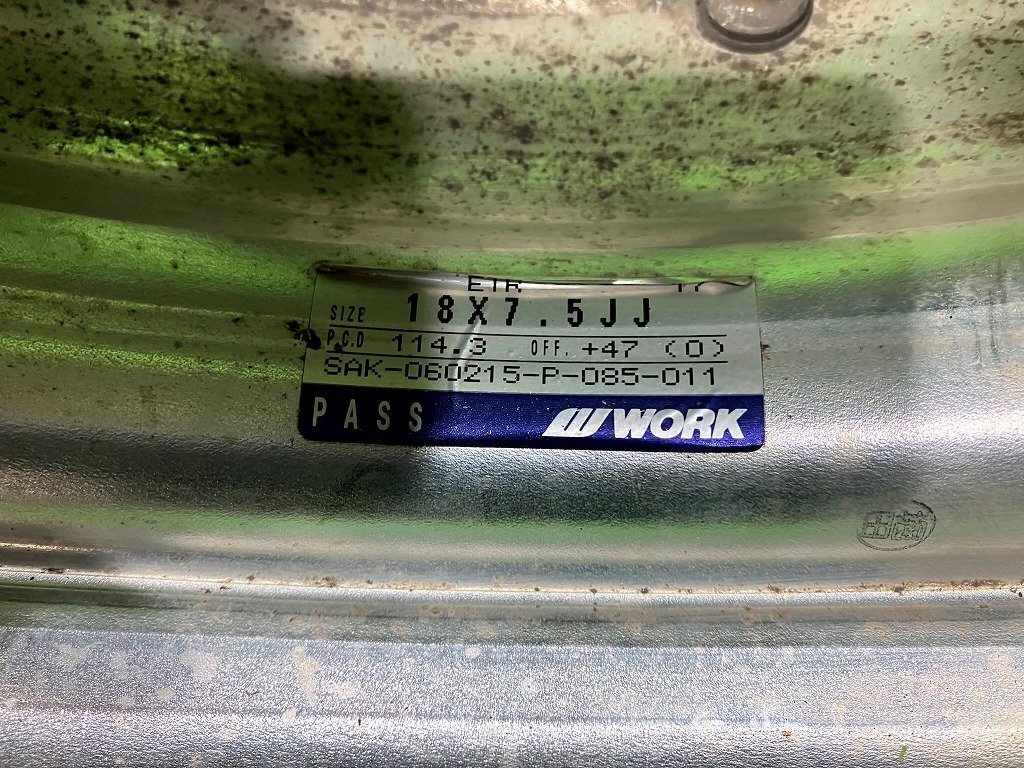 SIZE 18X7.5JJ
P.C.D 114.3 OFF. +47 (0)
SAK-060215-P-085-011
PASS WORK